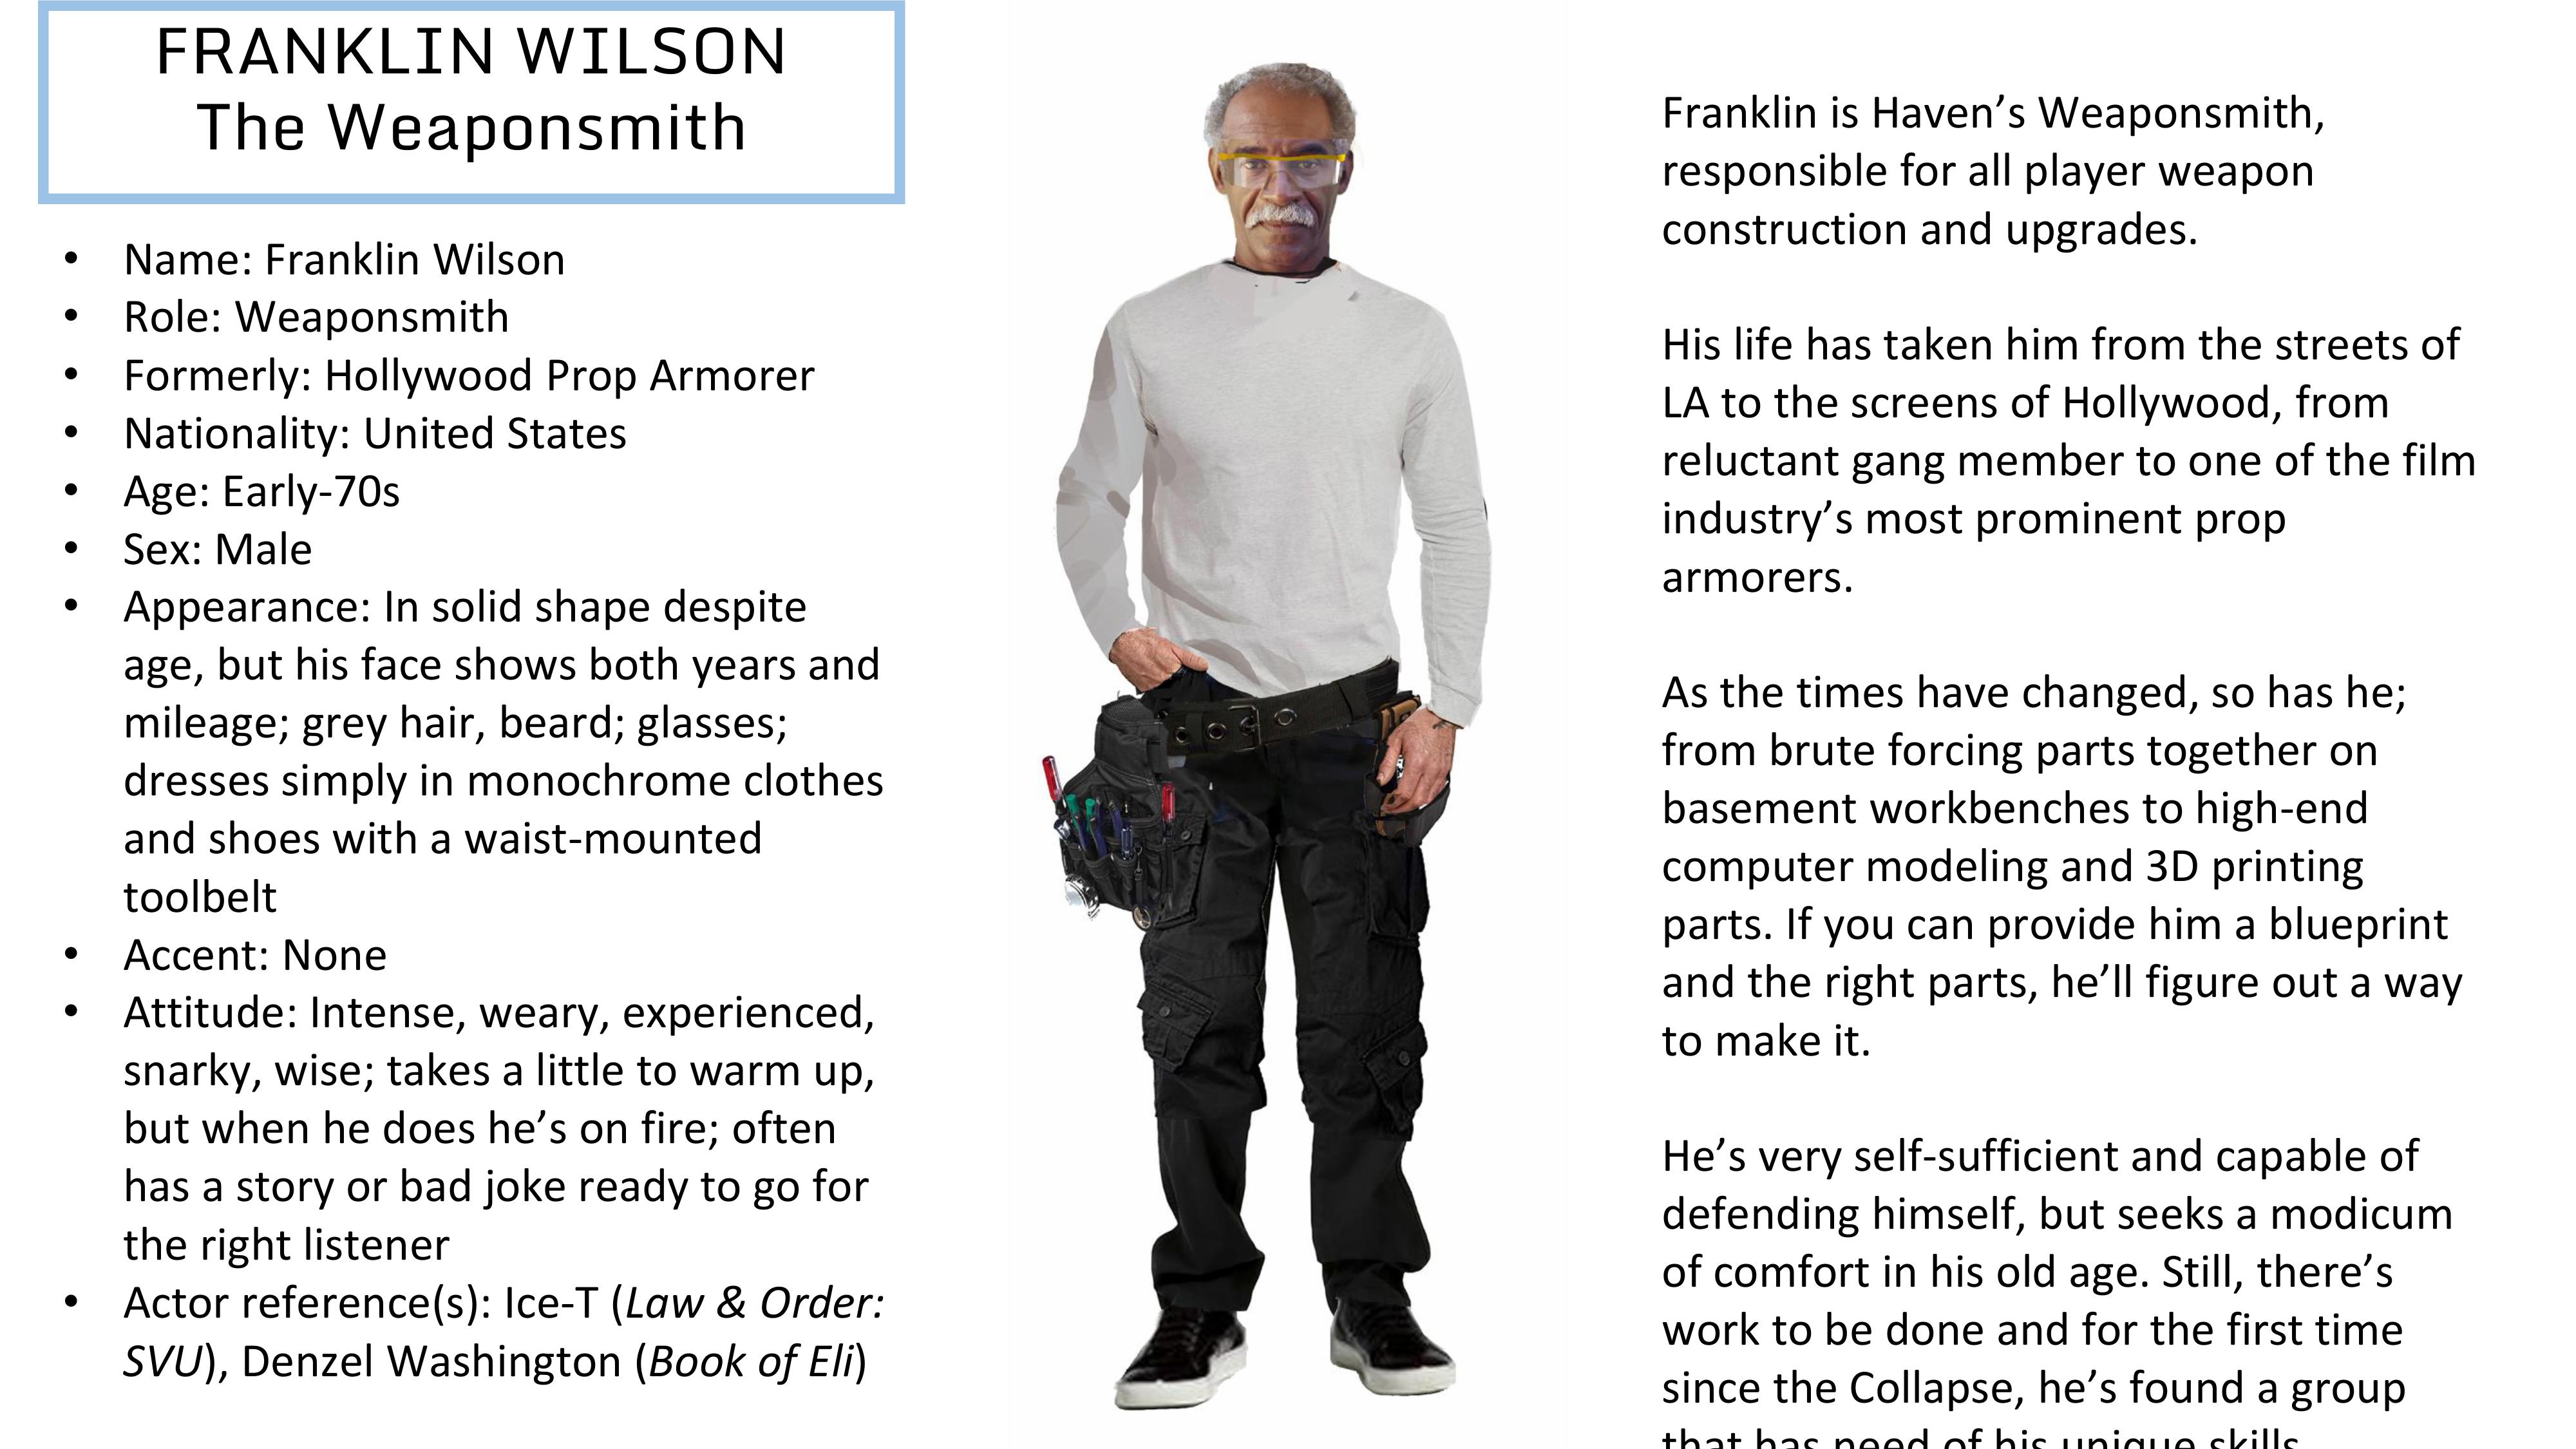 FRANKLIN WILSON
The Weaponsmith
• Name: Franklin Wilson
• Role: Weaponsmith
• Formerly: Hollywood Prop Armorer
• Nationality: United States
• Age: Early-70s
• Sex: Male
• Appearance: In solid shape despite
age, but his face shows both years and
mileage; grey hair, beard; glasses;
dresses simply in monochrome clothes
and shoes with a waist-mounted
toolbelt
• Accent: None
• Attitude: Intense, weary, experienced,
snarky, wise; takes a little to warm up,
but when he does he’s on fire; often
has a story or bad joke ready to go for
the right listener
• Actor reference(s): Ice-T (Law & Order:
SVU), Denzel Washington (Book of Eli)
Franklin is Haven’s Weaponsmith,
responsible for all player weapon
construction and upgrades.
His life has taken him from the streets of
LA to the screens of Hollywood, from
reluctant gang member to one of the film
industry’s most prominent prop
armorers.
As the times have changed, so has he;
from brute forcing parts together on
basement workbenches to high-end
computer modeling and 3D printing
parts. If you can provide him a blueprint
and the right parts, he’ll figure out a way
to make it.
He’s very self-sufficient and capable of
defending himself, but seeks a modicum
of comfort in his old age. Still, there’s
work to be done and for the first time
since the Collapse, he’s found a group
that has need of his unique skills